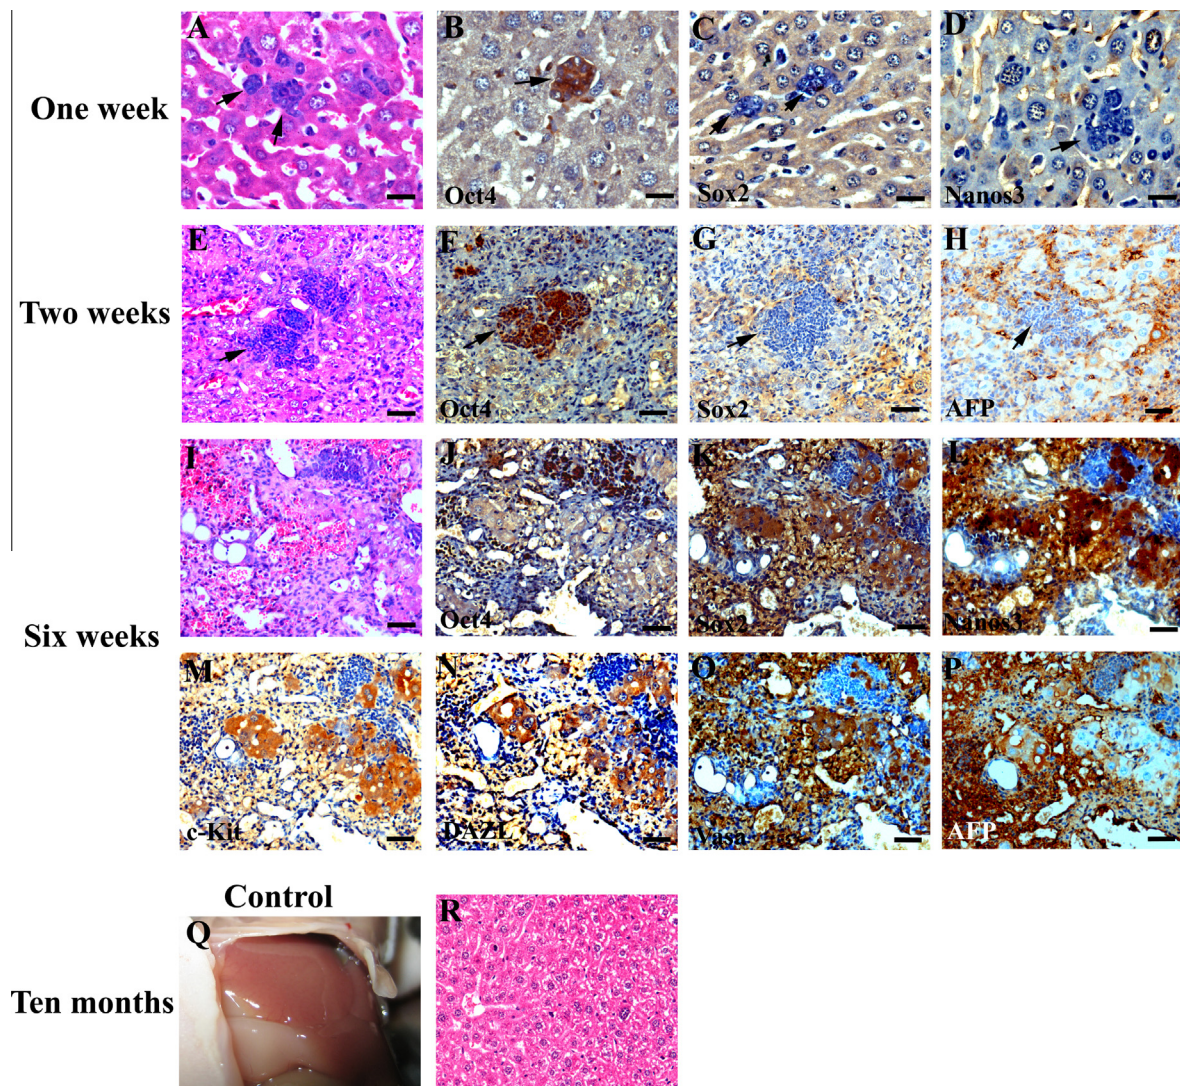 A B C D
One week
Oct4 Sox2 Nanos3
E F G H
Two weeks
Oct4 Sox2 AFP
I J K L
Oct4 Sox2 Nanos3
Six weeks
M N O P
c-Kit DAZL Vasa AFP
Control
Q R
Ten months